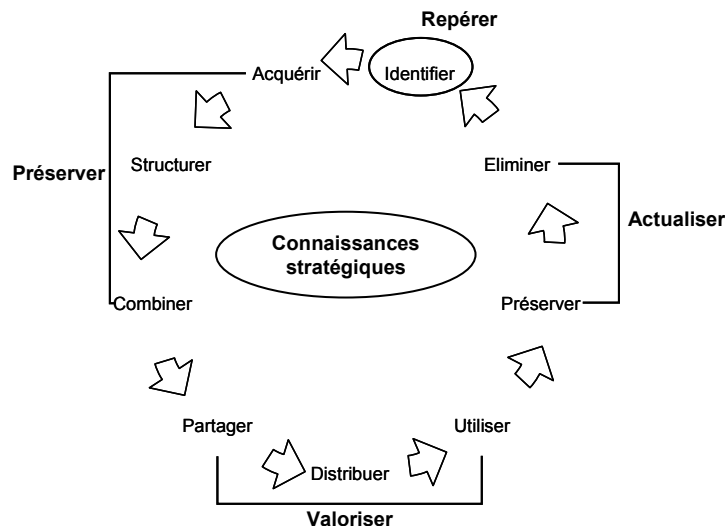 Repérer
Acquérir
Identifier
Préserver
Structurer
Eliminer
Actualiser
Connaissances
stratégiques
Combiner
Préserver
Partager
Utiliser
Distribuer
Valoriser